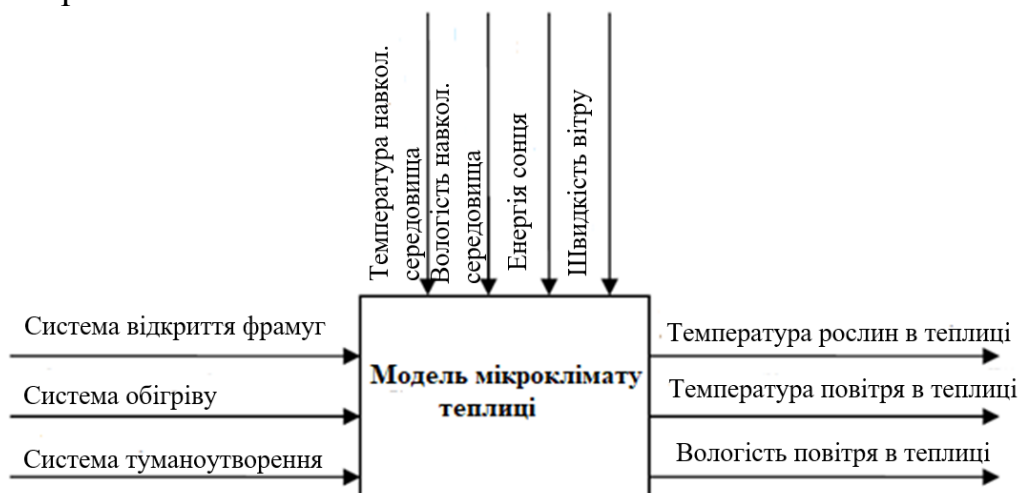 Температура навкол.
середовища
Вологість навкол.
середовища
Енергія сонця
Швидкість вітру
Система відкриття фрамуг
Система обігріву
Система туманоутворення
Модель мікроклімату
теплиці
Температура рослин в теплиці
Температура повітря в теплиці
Вологість повітря в теплиці